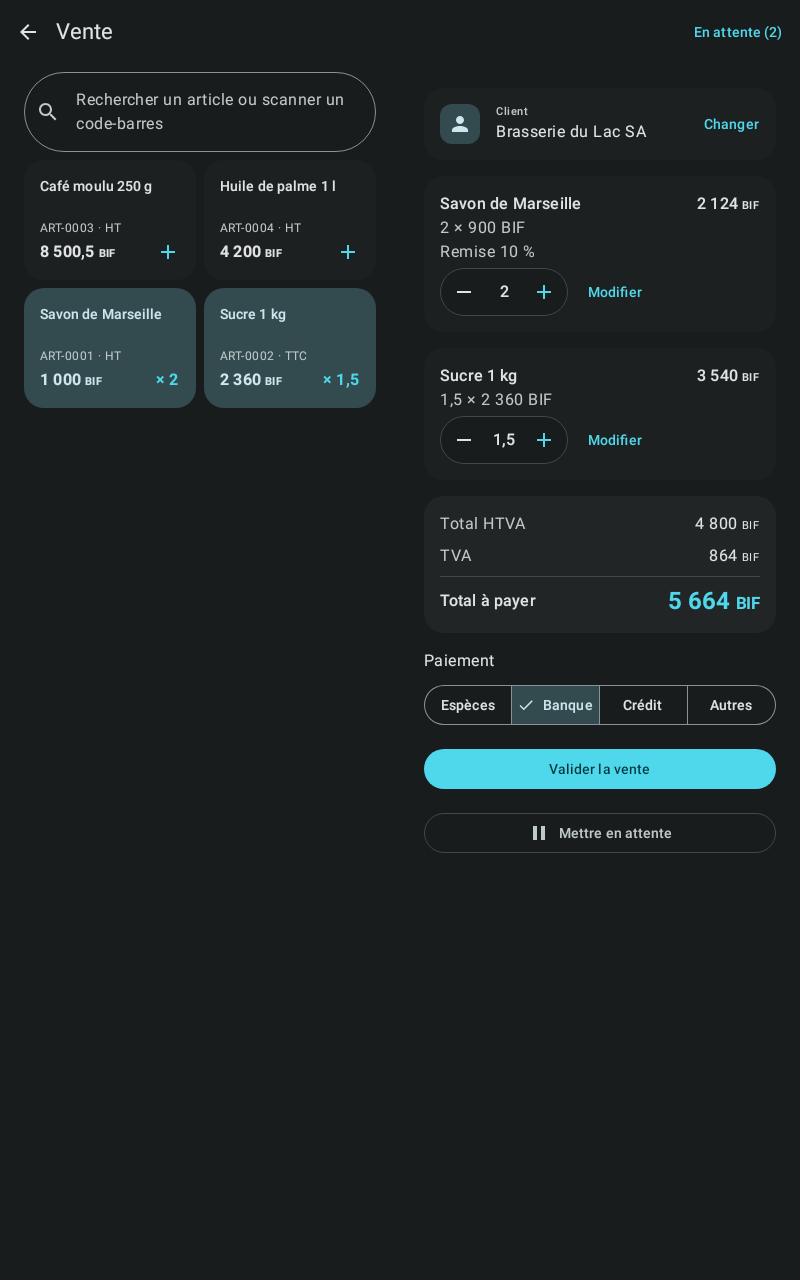 Vente
En attente (2)
Rechercher un article ou scanner un
code-barres
Café moulu 250 g
ART-0003 · HT
8 500,5 BIF
Huile de palme 1 l
ART-0004 · HT
4 200 BIF
Savon de Marseille
ART-0001 · HT
1 000 BIF × 2
Sucre 1 kg
ART-0002 · TTC
2 360 BIF × 1,5
Client
Brasserie du Lac SA
Changer
Savon de Marseille 2 124 BIF
2 × 900 BIF
Remise 10 %
2 Modifier
Sucre 1 kg 3 540 BIF
1,5 × 2 360 BIF
1,5 Modifier
Total HTVA 4 800 BIF
TVA 864 BIF
Total à payer 5 664 BIF
Paiement
Espèces Banque Crédit Autres
Valider la vente
Mettre en attente